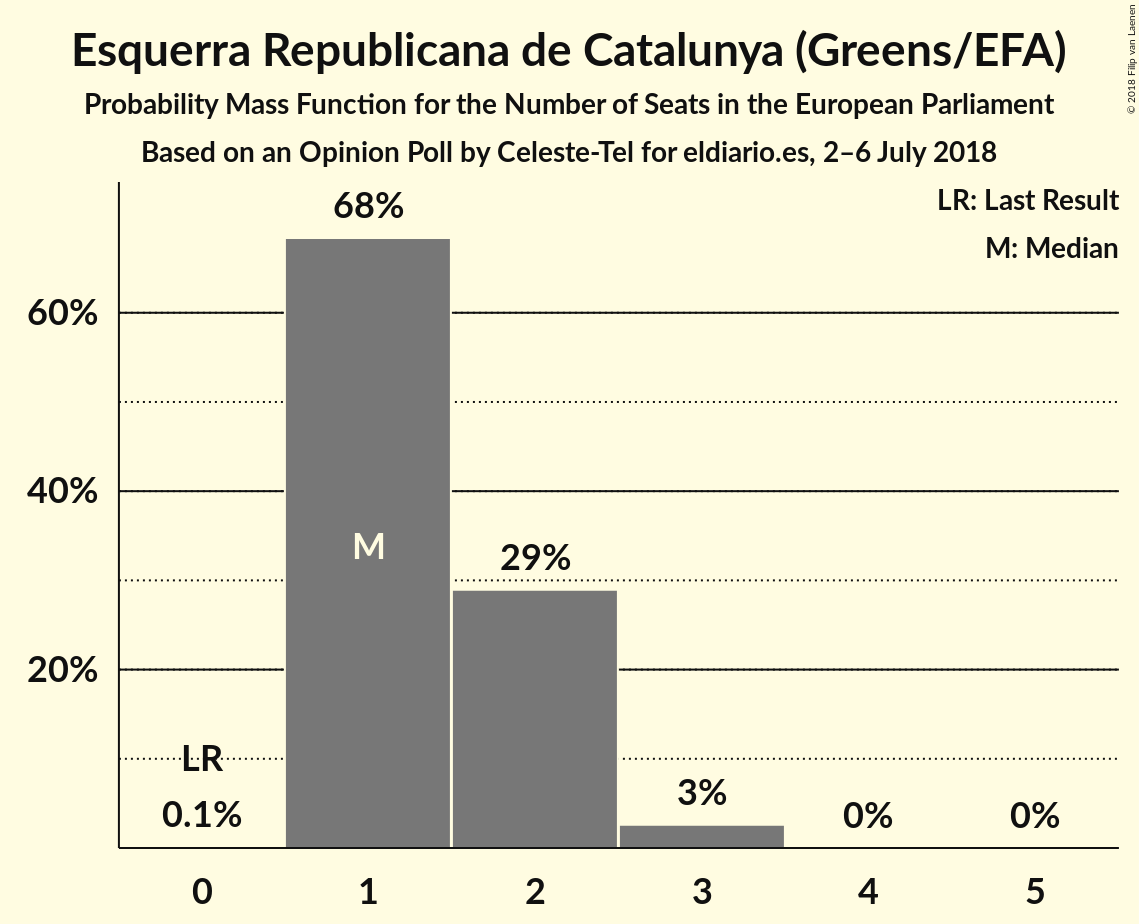 Esquerra Republicana de Catalunya (Greens/EFA)
Probability Mass Function for the Number of Seats in the European Parliament
Based on an Opinion Poll by Celeste-Tel for eldiario.es, 2–6 July 2018
© 2018 Filip van Laenen
LR: Last Result
M: Median
68%
60%
40%
M
29%
20%
LR
0.1%
3%
0%
0%
0 1 2 3 4 5